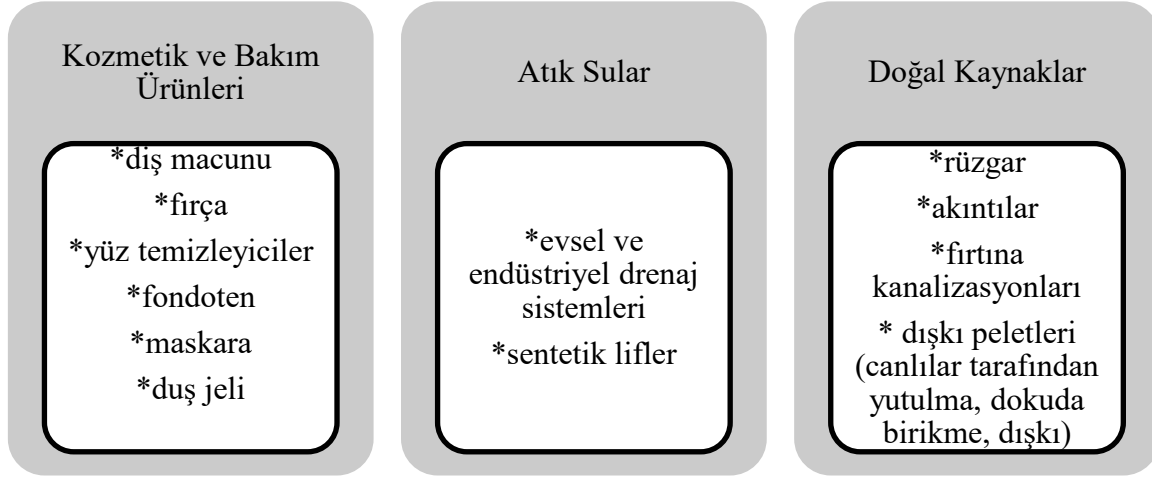 Kozmetik ve Bakım
Ürünleri
*diş macunu
*fırça
*yüz temizleyiciler
*fondoten
*maskara
*duş jeli
Atık Sular
*evsel ve
endüstriyel drenaj
sistemleri
*sentetik lifler
Doğal Kaynaklar
*rüzgar
*akıntılar
*fırtına
kanalizasyonları
* dışkı peletleri
(canlılar tarafından
yutulma, dokuda
birikme, dışkı)